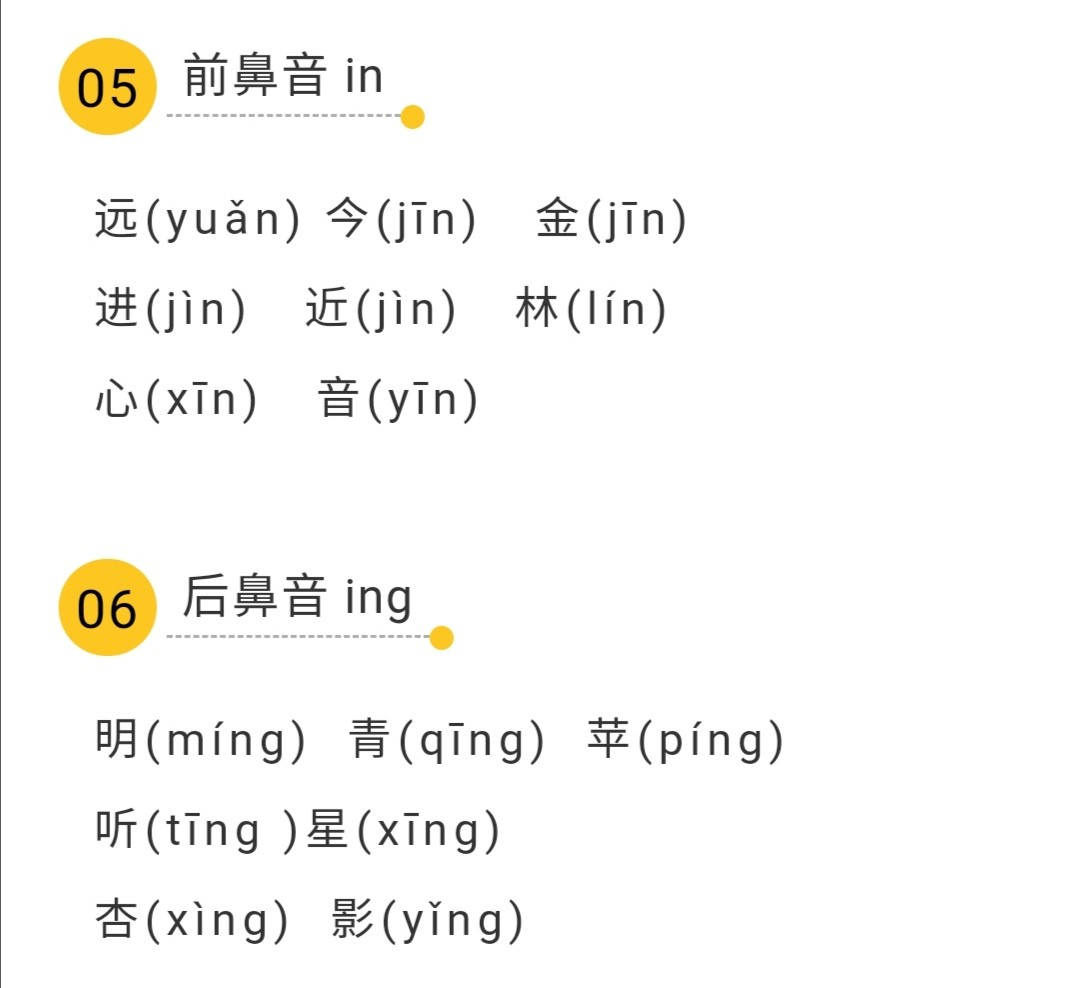 05 前鼻音 in
远(yuǎn) 今(jīn) 金(jīn)
进(jìn) 近(jìn) 林(lín)
心(xīn) 音(yīn)
06 后鼻音 ing
明(míng) 青(qīng) 苹(píng)
听(tīng )星(xīng)
杏(xìng) 影(yǐng)